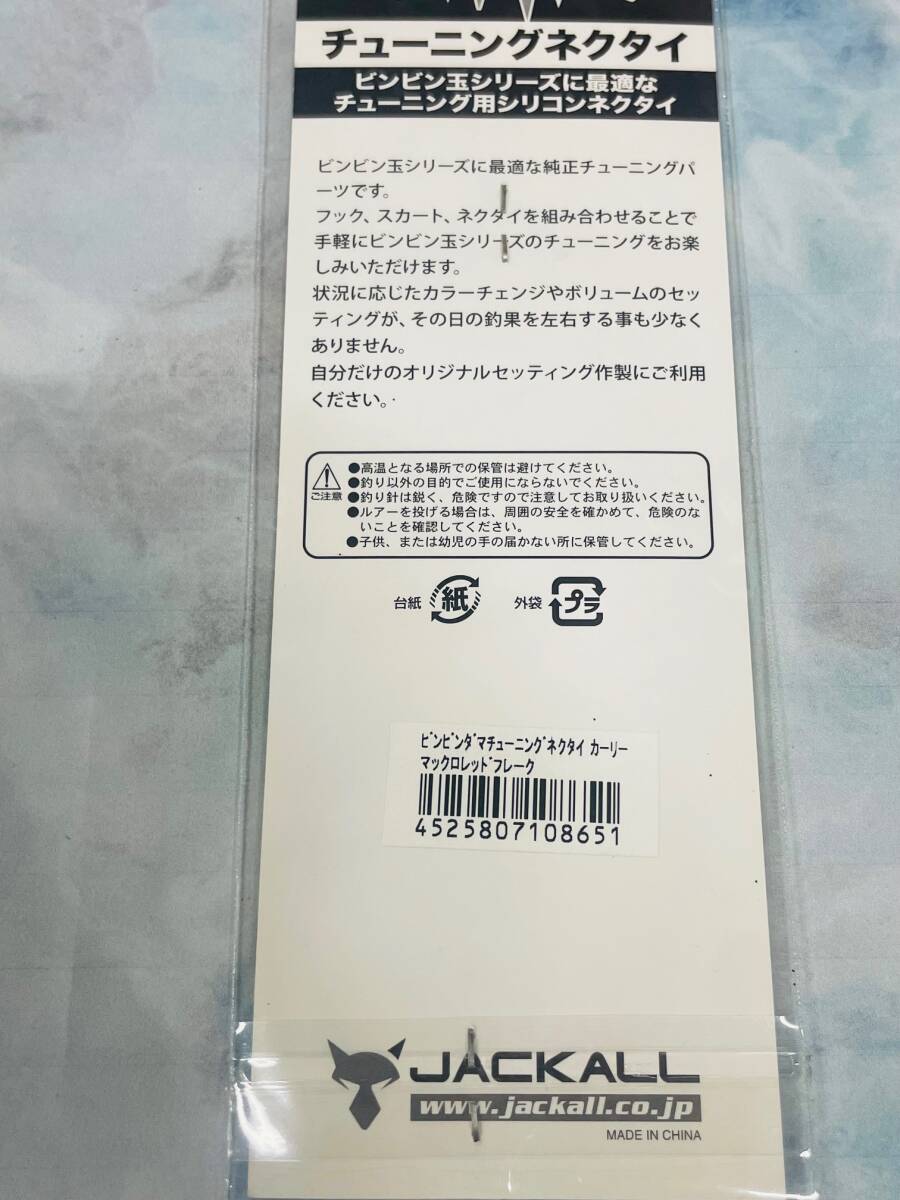 チューニングネクタイ
ビンビン玉シリーズに最適な
チューニング用シリコンネクタイ
ビンビン玉シリーズに最適な純正チューニングパ
ーツです。
フック、スカート、ネクタイを組み合わせることで
手軽にビンビン玉シリーズのチューニングをお楽
しみいただけます。
状況に応じたカラーチェンジやボリュームのセッ
ティングが、その日の釣果を左右する事も少なく
ありません。
自分だけのオリジナルセッティング作製にご利用
ください。
ご注意
●高温となる場所での保管は避けてください。
●釣り以外の目的でご使用にならないでください。
●釣り針は鋭く、危険ですので注意してお取り扱いください。
●ルアーを投げる場合は、周囲の安全を確かめて、危険のな
いことを確認してください。
●子供、または幼児の手の届かない所に保管してください。
台紙 紙 外袋 プラ
ﾋﾞﾝﾋﾞﾝﾀﾞマチューニングﾞネクタイ カーリー
マックロレッドﾞフレーク
4525807108651
JACKALL
www.jackall.co.jp
MADE IN CHINA